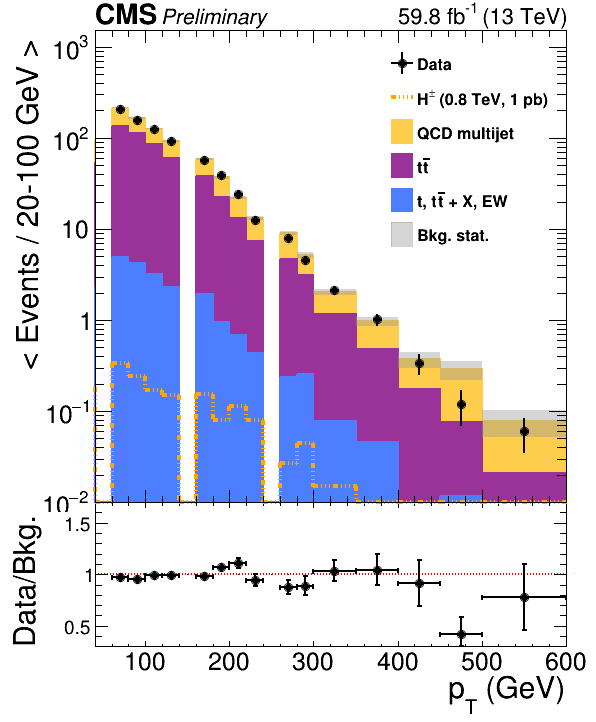 CMS Preliminary 59.8 fb⁻¹ (13 TeV)
< Events / 20-100 GeV >
10³
10²
10
1
10⁻¹
10⁻²
Data
H± (0.8 TeV, 1 pb)
QCD multijet
tt̅
t, tt̅ + X, EW
Bkg. stat.
Data/Bkg.
1.5
1
0.5
100 200 300 400 500 600
p_T (GeV)